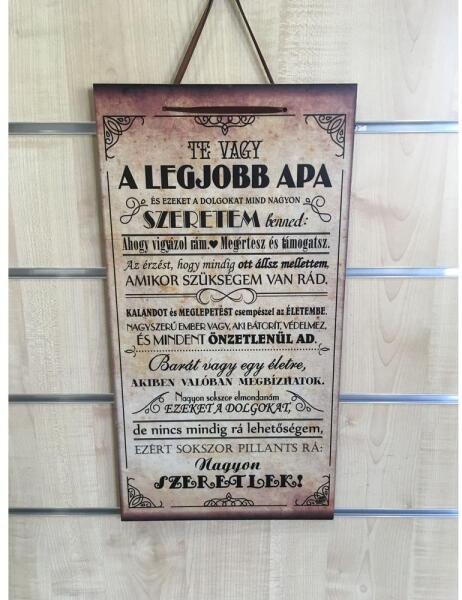 TE VAGY
A LEGJOBB APA
ÉS EZEKET A DOLGOKAT MIND NAGYON
SZERETEM benned:
Ahogy vigyázol rám.♥ Megértesz és támogatsz.
Az érzést, hogy mindig ott állsz mellettem,
AMIKOR SZÜKSÉGEM VAN RÁD.
KALANDOT és MEGLEPETÉST csempészel az ÉLETEMBE.
NAGYSZERŰ EMBER VAGY, AKI BÁTORÍT, VÉDELMEZ,
ÉS MINDENT ÖNZETLENÜL AD.
Barát vagy egy életre,
AKIBEN VALÓBAN MEGBÍZHATOK.
Nagyon sokszor elmondanám
EZEKET A DOLGOKAT,
de nincs mindig rá lehetőségem,
EZÉRT SOKSZOR PILLANTS RÁ:
Nagyon
SZERETLEK!